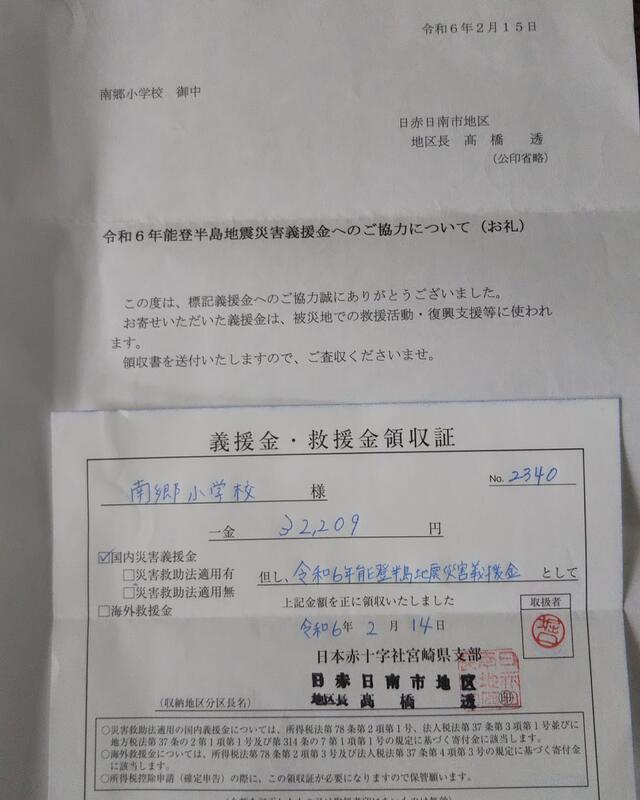 令和６年２月１５日
南郷小学校　御中
日赤日南市地区
地区長　髙　橋　　透
（公印省略）
令和６年能登半島地震災害義援金へのご協力について（お礼）
この度は、標記義援金へのご協力誠にありがとうございました。
お寄せいただいた義援金は、被災地での救援活動・復興支援等に使われ
ます。
領収書を送付いたしますので、ご査収くださいませ。
義援金・救援金領収証
No. 2340
南郷小学校　様
一金　32,209　円
☑国内災害義援金
□災害救助法適用有
□災害救助法適用無
□海外救援金
但し、令和6年能登半島地震災害義援金　として
上記金額を正に領収いたしました
取扱者
令和6年 2 月 14 日
日本赤十字社宮崎県支部
日赤日南市地区
（収納地区分区長名）
地区長　髙　橋　　透　㊞
○災害救助法適用の国内義援金については、所得税法第78条第2項第1号、法人税法第37条第3項第1号並びに
地方税法第37条の2第1項第1号及び第314条の7第1項第1号の規定に基づく寄付金に該当します。
○海外救援金については、所得税法第78条第2項第3号及び法人税法第37条第4項第3号の規定に基づく寄付金
に該当します。
○所得税控除申請（確定申告）の際に、この領収証が必要になりますので保管願います。